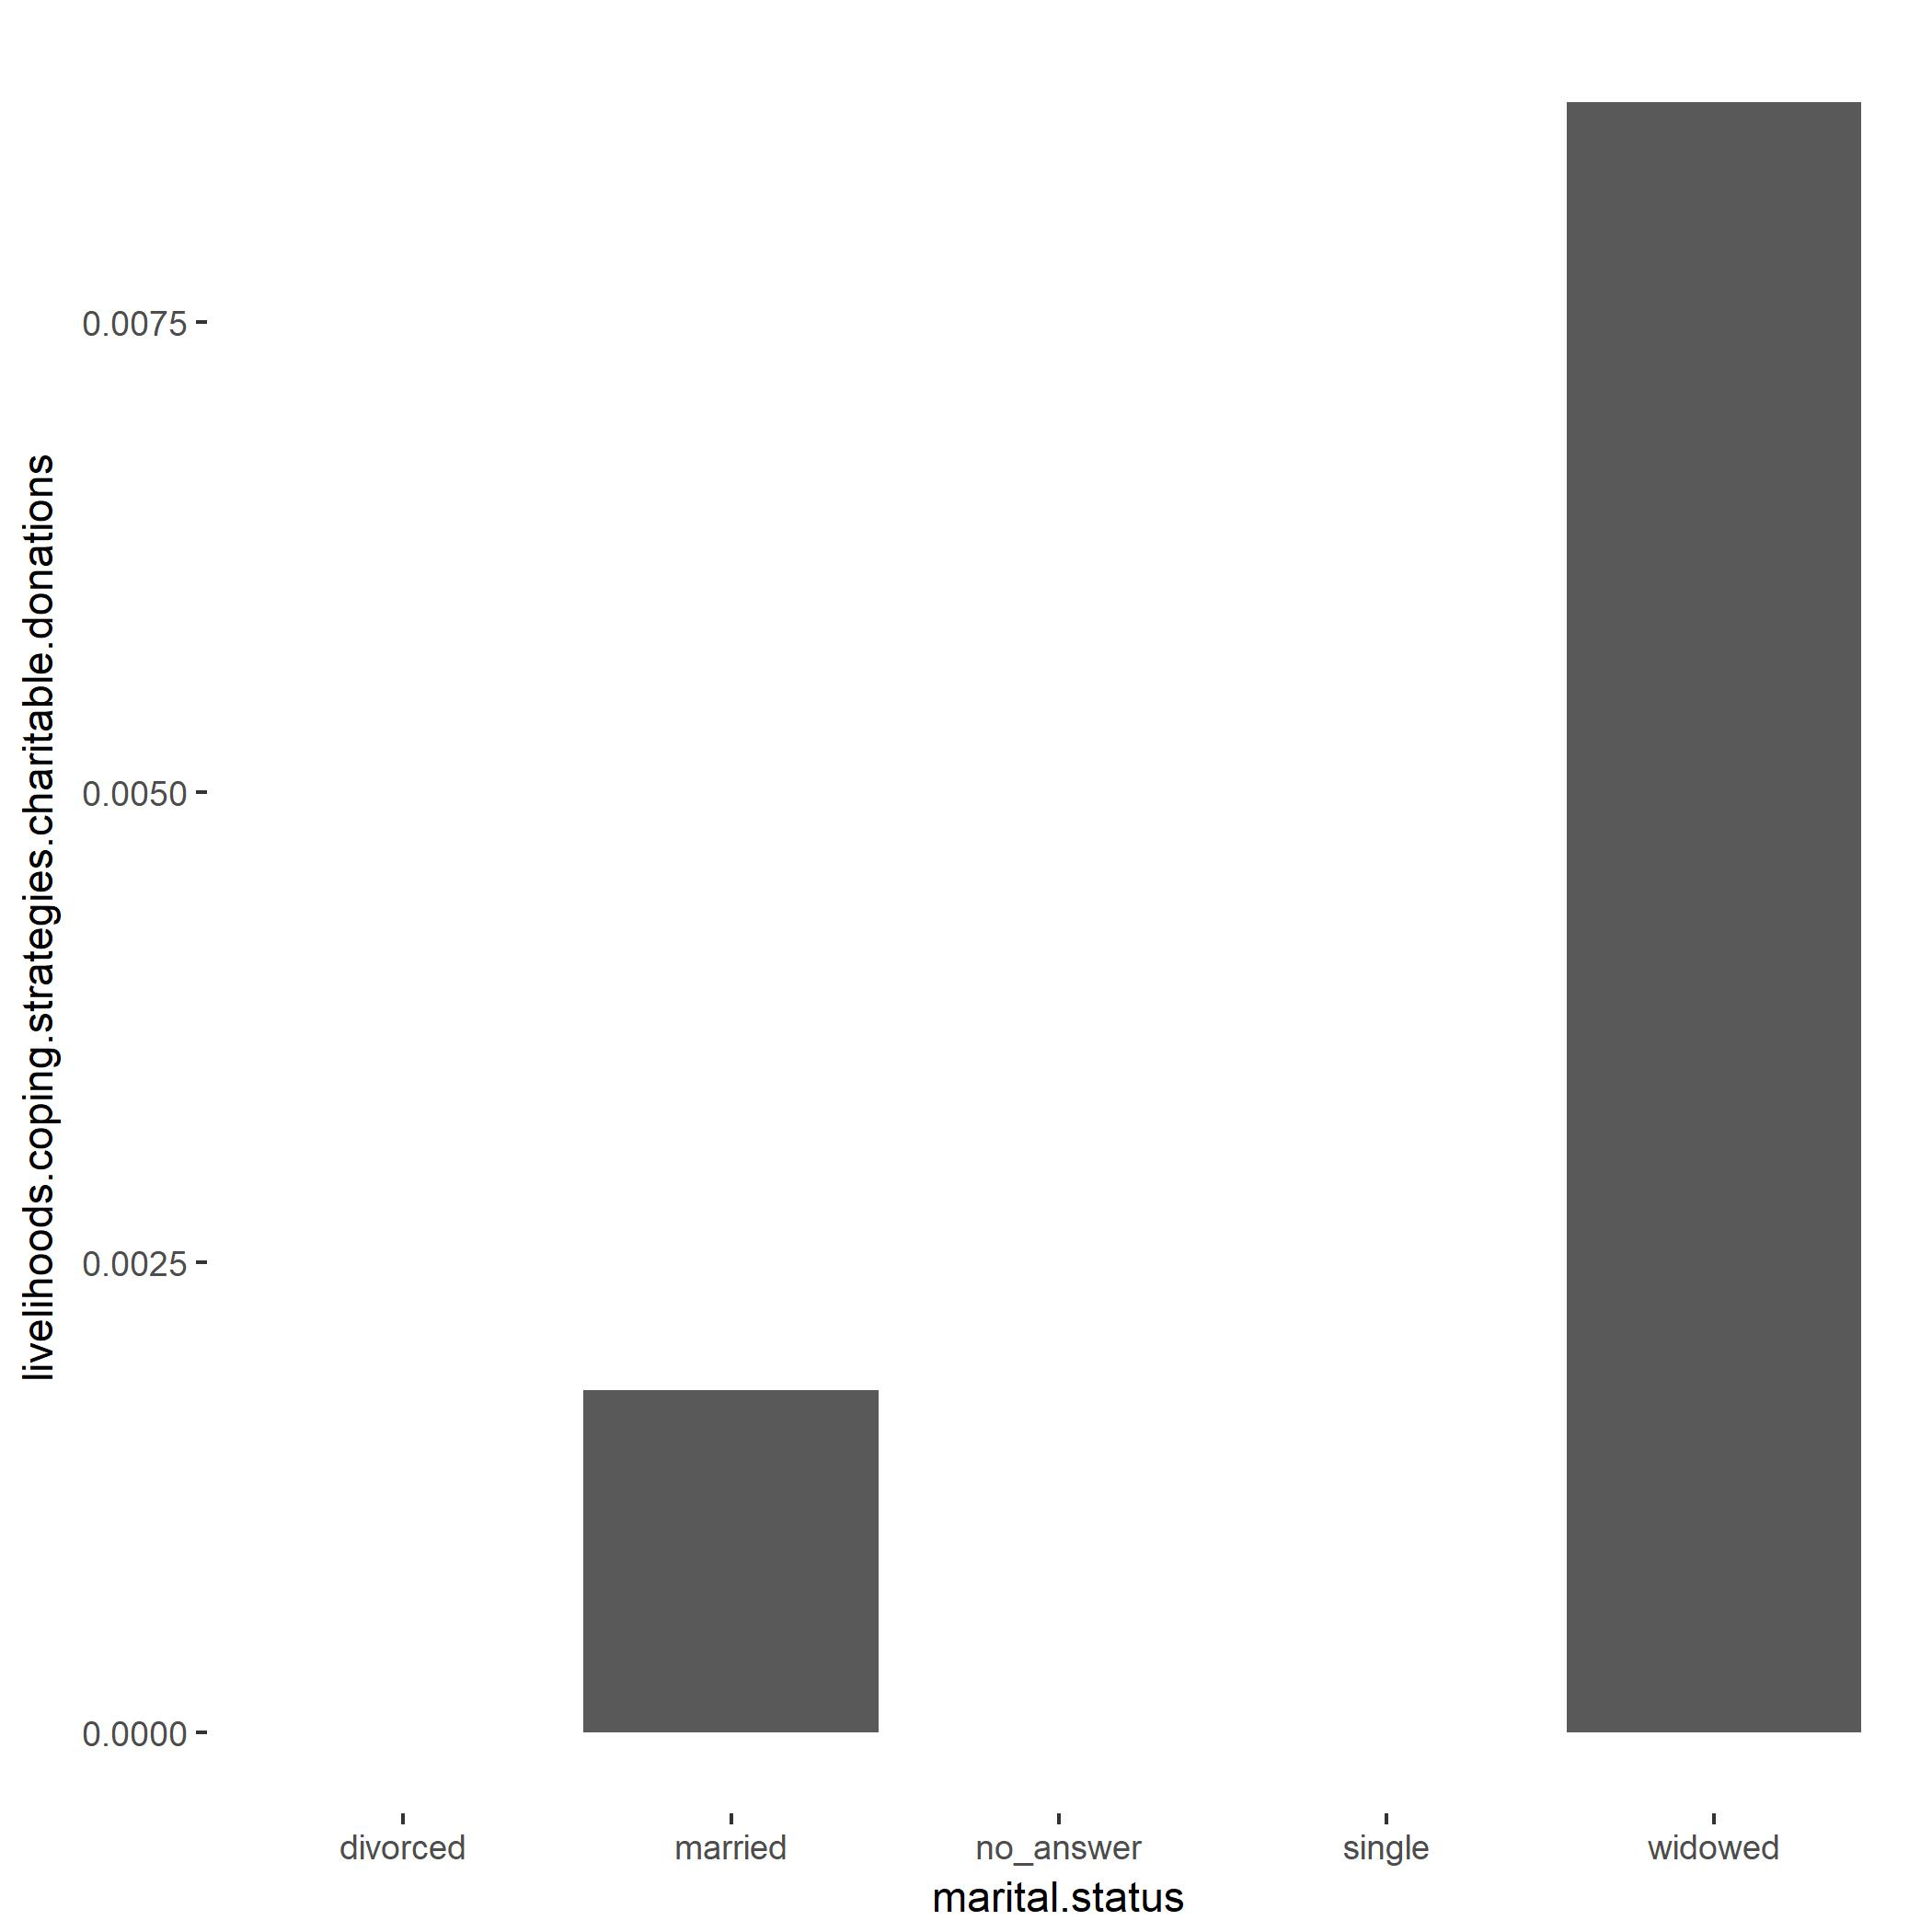 livelihoods.coping.strategies.charitable.donations
0.0075
0.0050
0.0025
0.0000
divorced married no_answer single widowed
marital.status